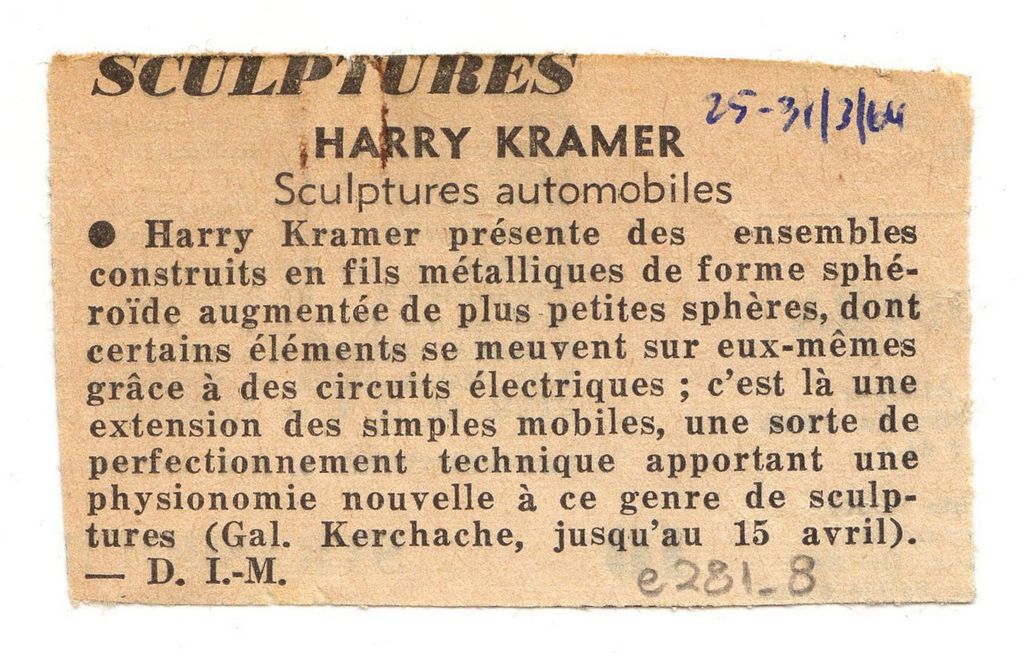 SCULPTURES
25-31/3/64
HARRY KRAMER
Sculptures automobiles
● Harry Kramer présente des ensembles
construits en fils métalliques de forme sphé-
roïde augmentée de plus petites sphères, dont
certains éléments se meuvent sur eux-mêmes
grâce à des circuits électriques ; c'est là une
extension des simples mobiles, une sorte de
perfectionnement technique apportant une
physionomie nouvelle à ce genre de sculp-
tures (Gal. Kerchache, jusqu'au 15 avril).
— D. I.-M.
e281_8